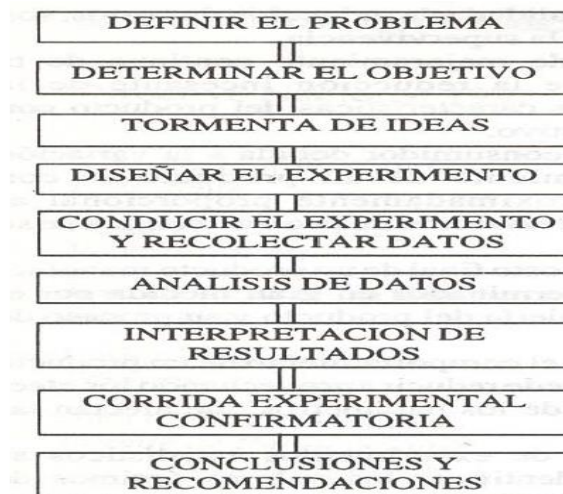 DEFINIR EL PROBLEMA
DETERMINAR EL OBJETIVO
TORMENTA DE IDEAS
DISEÑAR EL EXPERIMENTO
CONDUCIR EL EXPERIMENTO
Y RECOLECTAR DATOS
ANALISIS DE DATOS
INTERPRETACION DE
RESULTADOS
CORRIDA EXPERIMENTAL
CONFIRMATORIA
CONCLUSIONES Y
RECOMENDACIONES